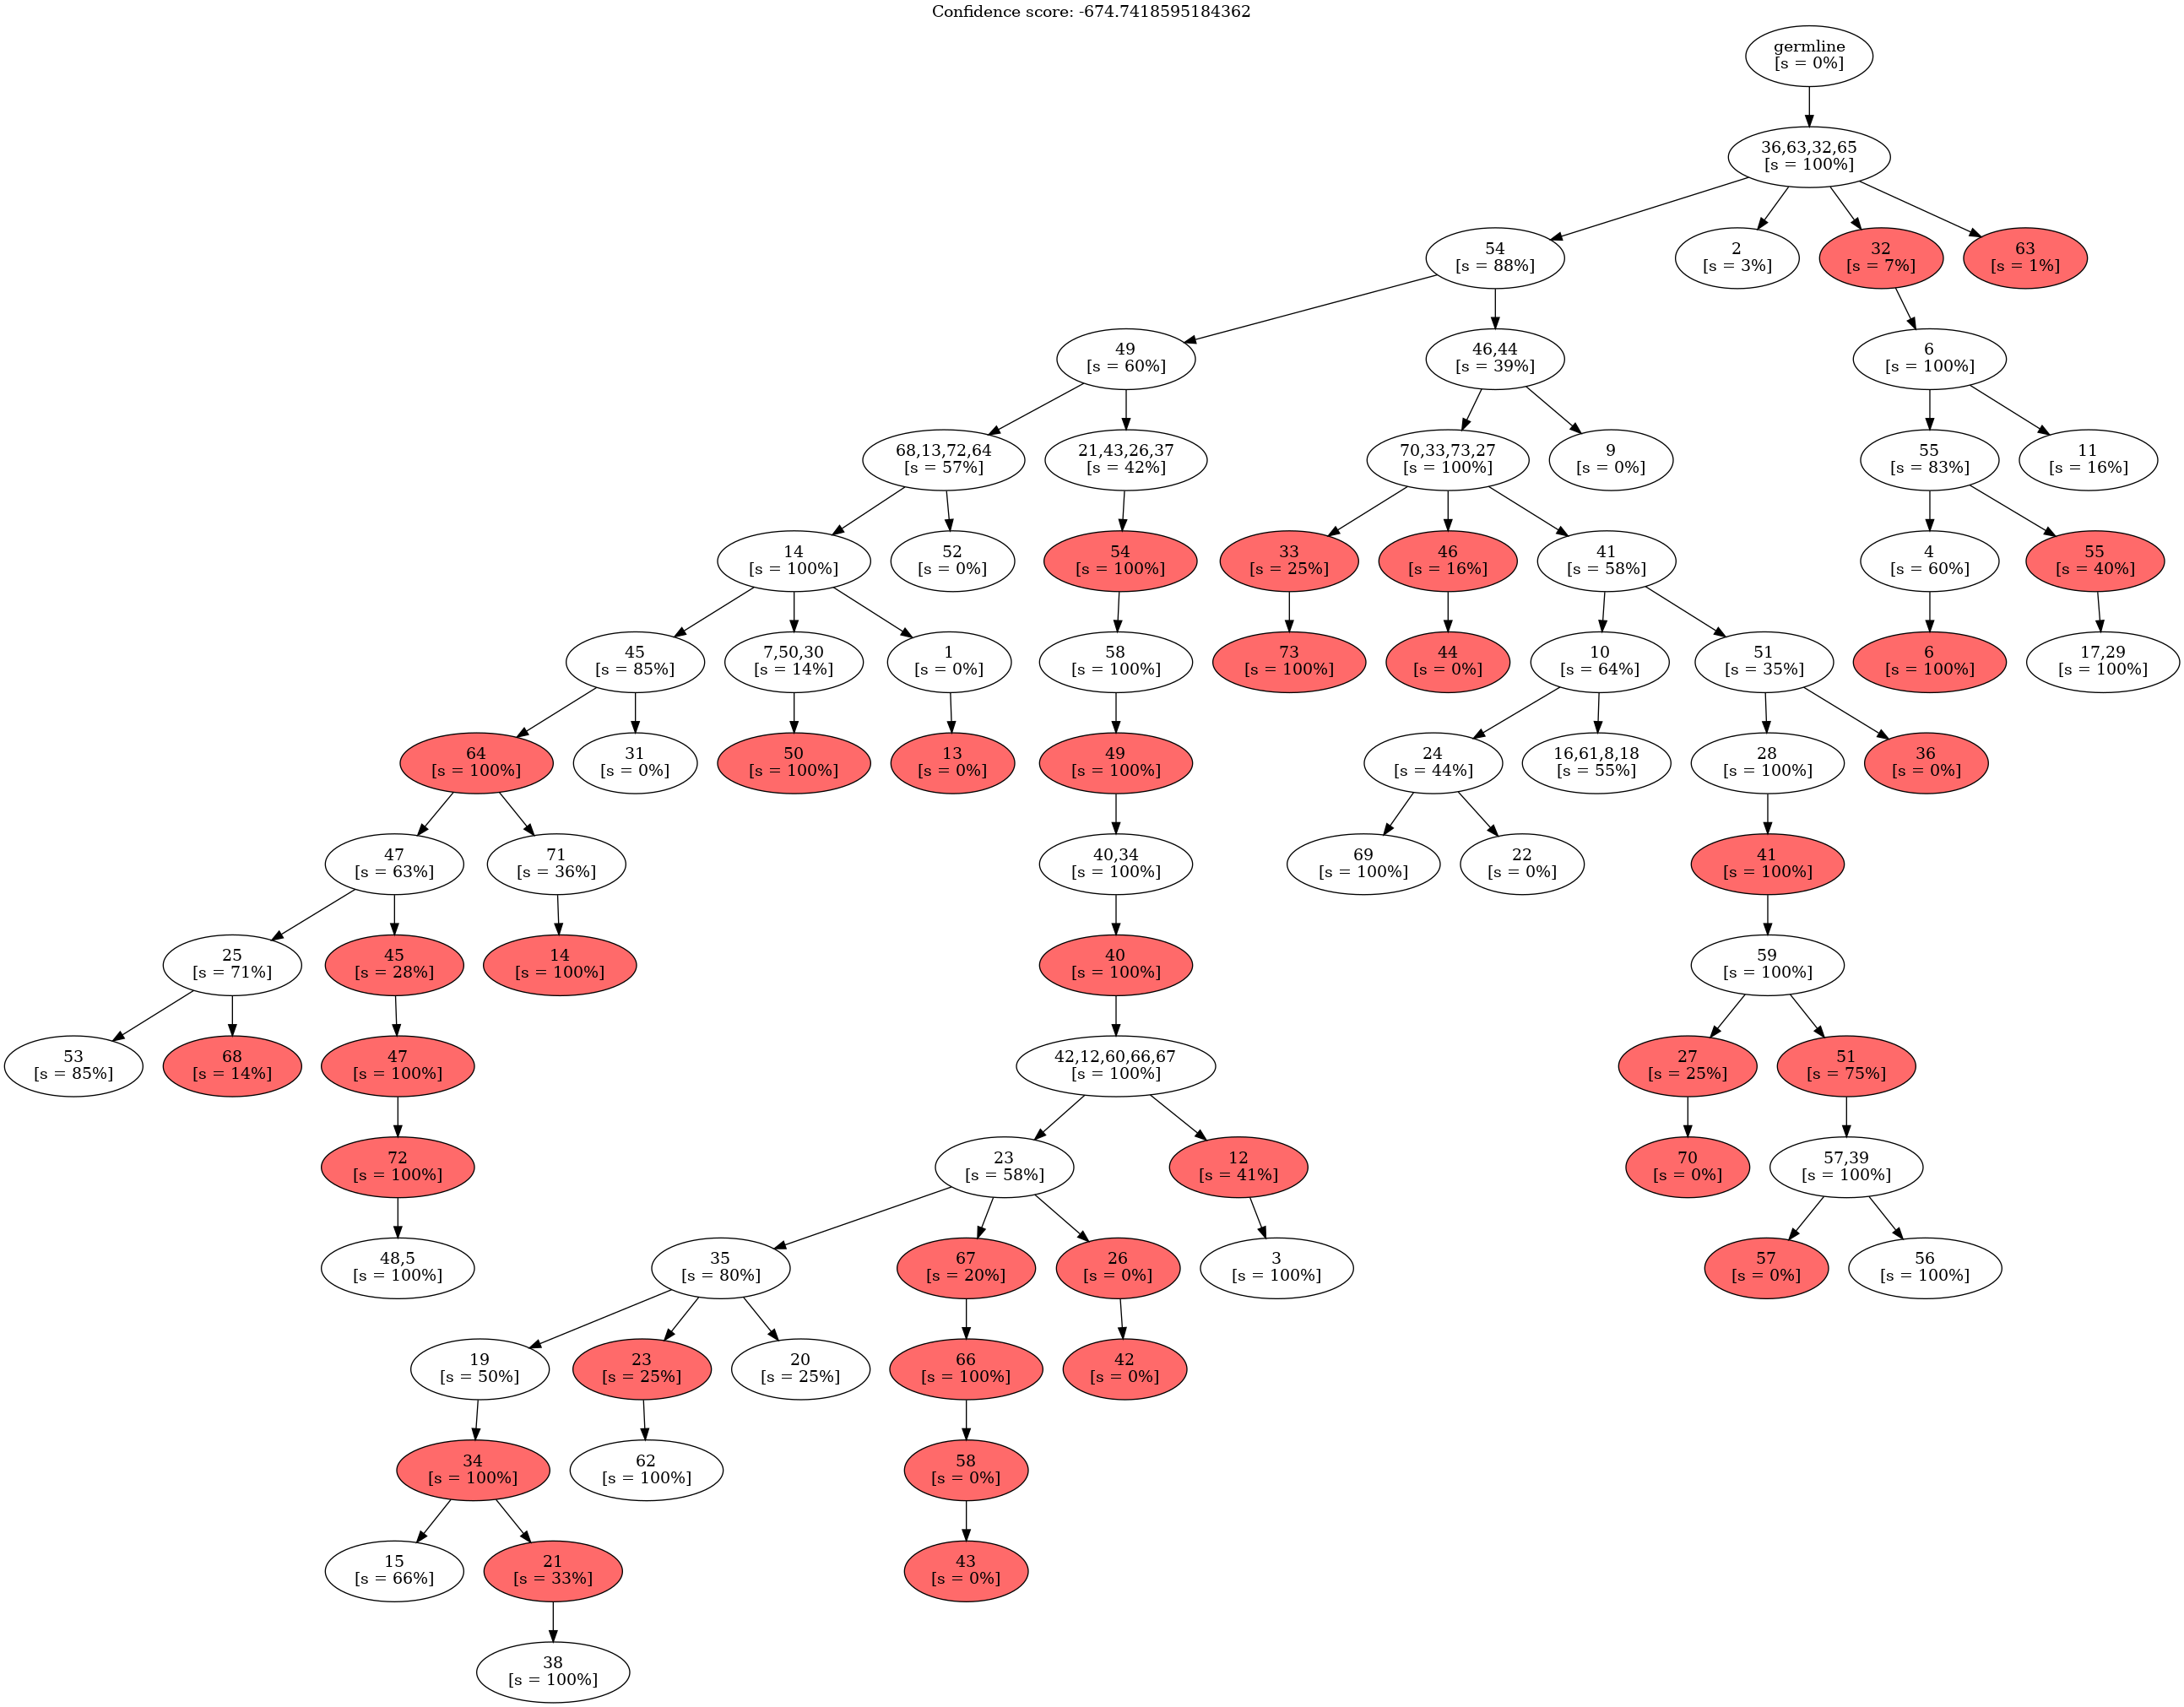 Confidence score: -674.7418595184362
germline
[s = 0%]
36,63,32,65
[s = 100%]
54
[s = 88%]
2
[s = 3%]
32
[s = 7%]
63
[s = 1%]
49
[s = 60%]
46,44
[s = 39%]
6
[s = 100%]
68,13,72,64
[s = 57%]
21,43,26,37
[s = 42%]
70,33,73,27
[s = 100%]
9
[s = 0%]
55
[s = 83%]
11
[s = 16%]
14
[s = 100%]
52
[s = 0%]
54
[s = 100%]
33
[s = 25%]
46
[s = 16%]
41
[s = 58%]
4
[s = 60%]
55
[s = 40%]
45
[s = 85%]
7,50,30
[s = 14%]
1
[s = 0%]
58
[s = 100%]
73
[s = 100%]
44
[s = 0%]
10
[s = 64%]
51
[s = 35%]
6
[s = 100%]
17,29
[s = 100%]
64
[s = 100%]
31
[s = 0%]
50
[s = 100%]
13
[s = 0%]
49
[s = 100%]
24
[s = 44%]
16,61,8,18
[s = 55%]
28
[s = 100%]
36
[s = 0%]
47
[s = 63%]
71
[s = 36%]
40,34
[s = 100%]
69
[s = 100%]
22
[s = 0%]
41
[s = 100%]
25
[s = 71%]
45
[s = 28%]
14
[s = 100%]
40
[s = 100%]
59
[s = 100%]
53
[s = 85%]
68
[s = 14%]
47
[s = 100%]
42,12,60,66,67
[s = 100%]
27
[s = 25%]
51
[s = 75%]
72
[s = 100%]
23
[s = 58%]
12
[s = 41%]
70
[s = 0%]
57,39
[s = 100%]
48,5
[s = 100%]
35
[s = 80%]
67
[s = 20%]
26
[s = 0%]
3
[s = 100%]
57
[s = 0%]
56
[s = 100%]
19
[s = 50%]
23
[s = 25%]
20
[s = 25%]
66
[s = 100%]
42
[s = 0%]
34
[s = 100%]
62
[s = 100%]
58
[s = 0%]
15
[s = 66%]
21
[s = 33%]
43
[s = 0%]
38
[s = 100%]